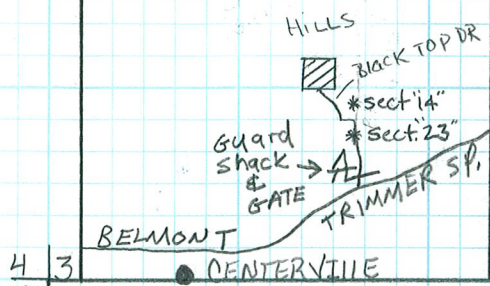 HILLS
Black TOP DR
* sect "14"
* sect. "23"
Guard
Shack
&
GATE
TRIMMER SP.
BELMONT
4 3
CENTERVILLE